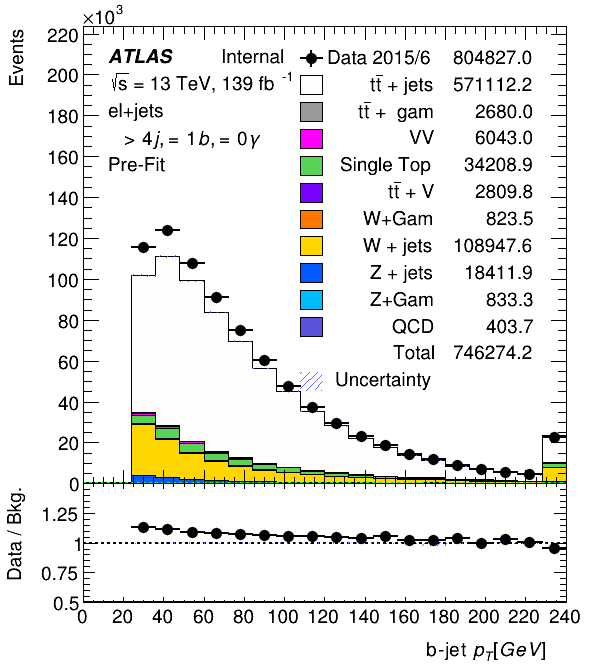 ×10³
Events
220
200
180
160
140
120
100
80
60
40
20
0
ATLAS Internal
√s = 13 TeV, 139 fb⁻¹
el+jets
> 4j, = 1b, = 0γ
Pre-Fit
Data 2015/6 804827.0
tt̄ + jets 571112.2
tt̄ + gam 2680.0
VV 6043.0
Single Top 34208.9
tt̄ + V 2809.8
W+Gam 823.5
W + jets 108947.6
Z + jets 18411.9
Z+Gam 833.3
QCD 403.7
Total 746274.2
Uncertainty
Data / Bkg.
1.25
1
0.75
0.5
0 20 40 60 80 100 120 140 160 180 200 220 240
b-jet p_T[GeV]